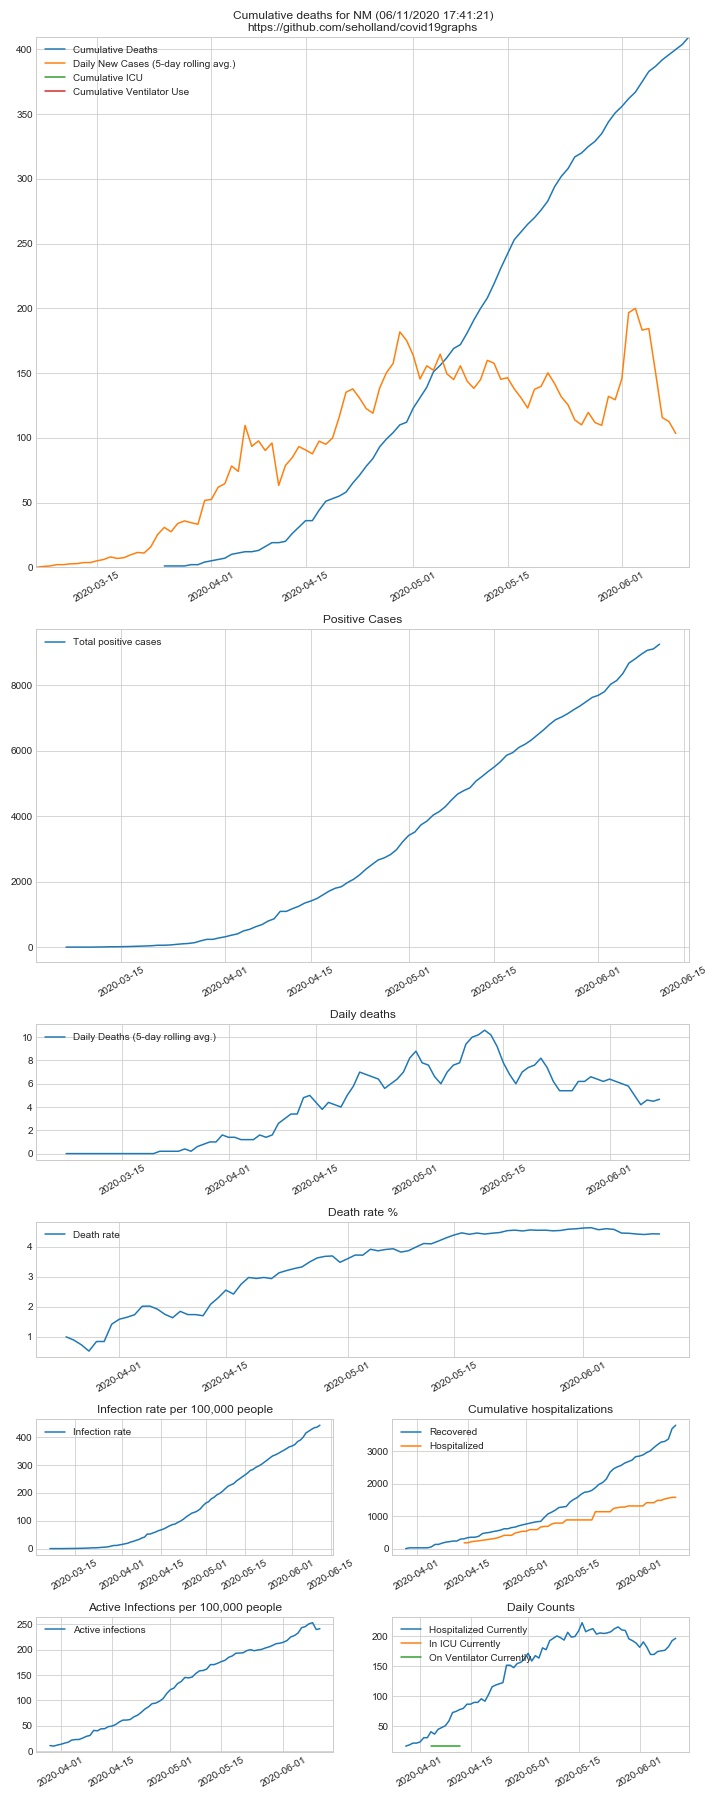 Cumulative deaths for NM (06/11/2020 17:41:21)
https://github.com/seholland/covid19graphs
Cumulative Deaths
Daily New Cases (5-day rolling avg.)
Cumulative ICU
Cumulative Ventilator Use
400
350
300
250
200
150
100
50
0
2020-03-15 2020-04-01 2020-04-15 2020-05-01 2020-05-15 2020-06-01
Positive Cases
Total positive cases
8000
6000
4000
2000
0
2020-03-15 2020-04-01 2020-04-15 2020-05-01 2020-05-15 2020-06-01 2020-06-15
Daily deaths
Daily Deaths (5-day rolling avg.)
10
8
6
4
2
0
2020-03-15 2020-04-01 2020-04-15 2020-05-01 2020-05-15 2020-06-01
Death rate %
Death rate
4
3
2
1
2020-04-01 2020-04-15 2020-05-01 2020-05-15 2020-06-01
Infection rate per 100,000 people
Infection rate
400
300
200
100
0
2020-03-15 2020-04-01 2020-04-15 2020-05-01 2020-05-15 2020-06-01 2020-06-15
Cumulative hospitalizations
Recovered
Hospitalized
3000
2000
1000
0
2020-04-01 2020-04-15 2020-05-01 2020-05-15 2020-06-01
Active Infections per 100,000 people
Active infections
250
200
150
100
50
0
2020-04-01 2020-04-15 2020-05-01 2020-05-15 2020-06-01
Daily Counts
Hospitalized Currently
In ICU Currently
On Ventilator Currently
200
150
100
50
2020-04-01 2020-04-15 2020-05-01 2020-05-15 2020-06-01